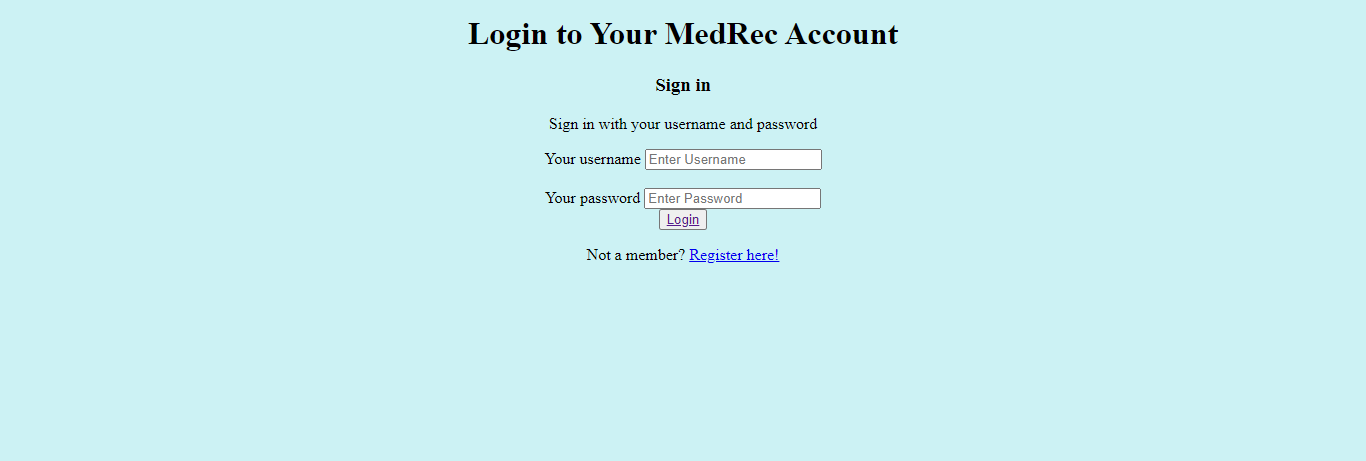 Login to Your MedRec Account
Sign in
Sign in with your username and password
Your username Enter Username
Your password Enter Password
Login
Not a member? Register here!